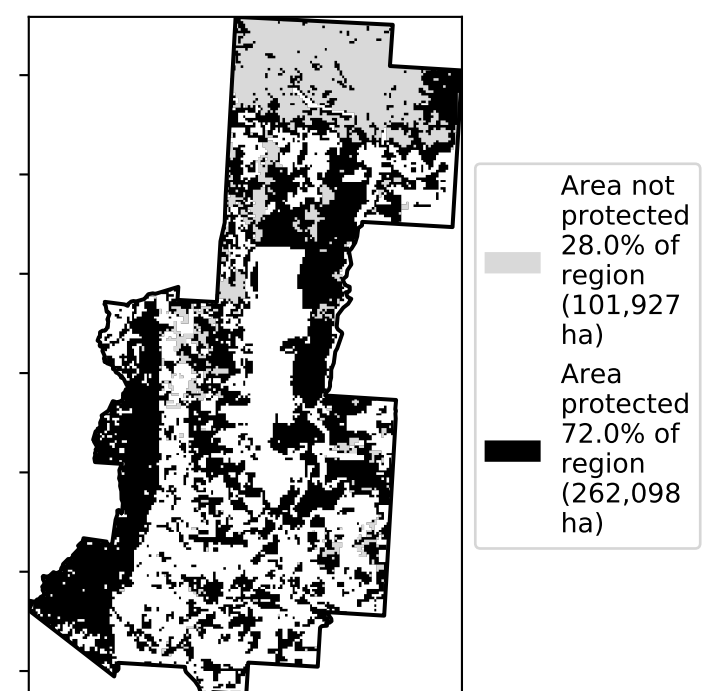 Area not
protected
28.0% of
region
(101,927
ha)
Area
protected
72.0% of
region
(262,098
ha)